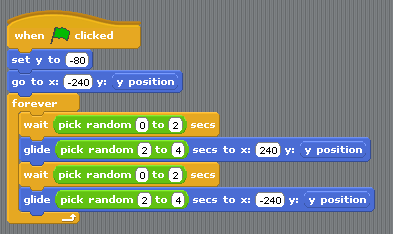 when clicked
set y to -80
go to x: -240 y: y position
forever
wait pick random 0 to 2 secs
glide pick random 2 to 4 secs to x: 240 y: y position
wait pick random 0 to 2 secs
glide pick random 2 to 4 secs to x: -240 y: y position